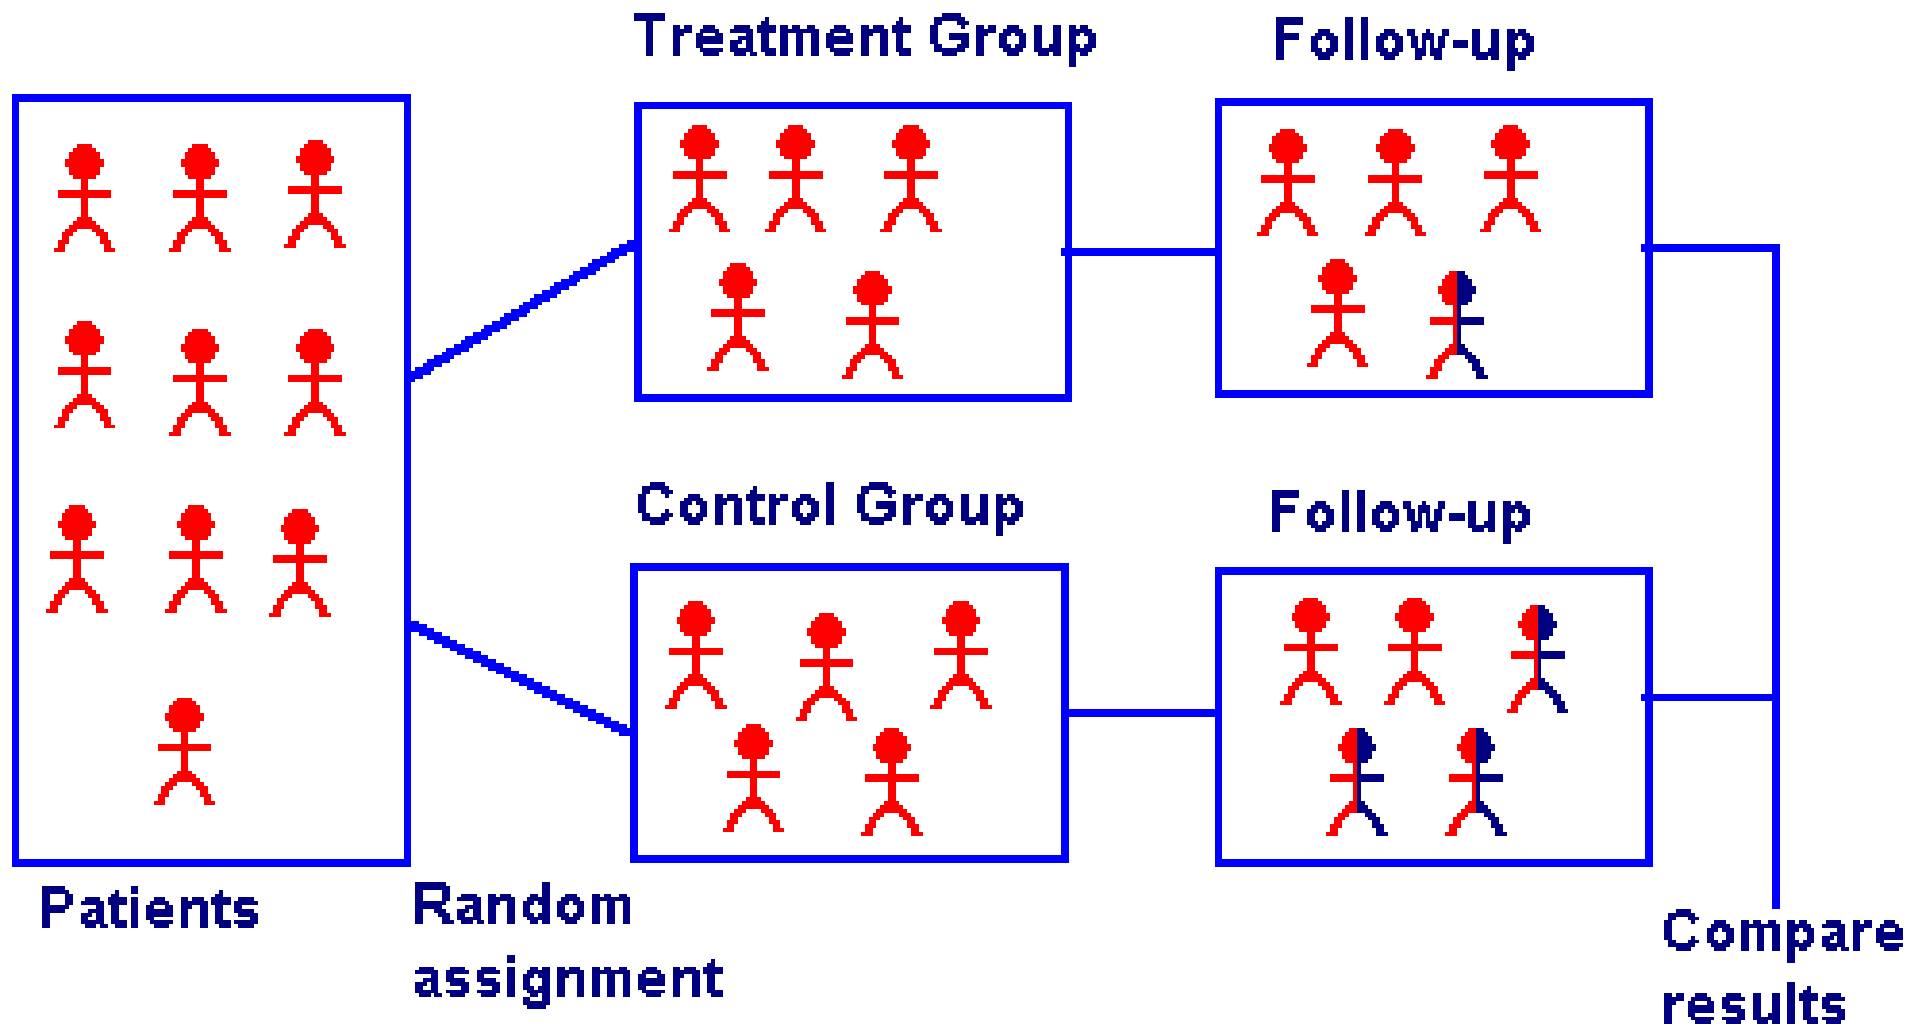 Treatment Group
Follow-up
Control Group
Follow-up
Patients
Random
assignment
Compare
results